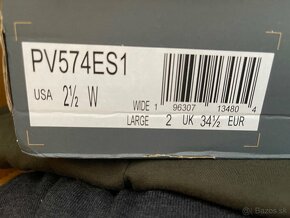 PV574ES1
USA 2½ W
WIDE 1 96307 13480 4
LARGE 2 UK 34½ EUR
bazos.sk